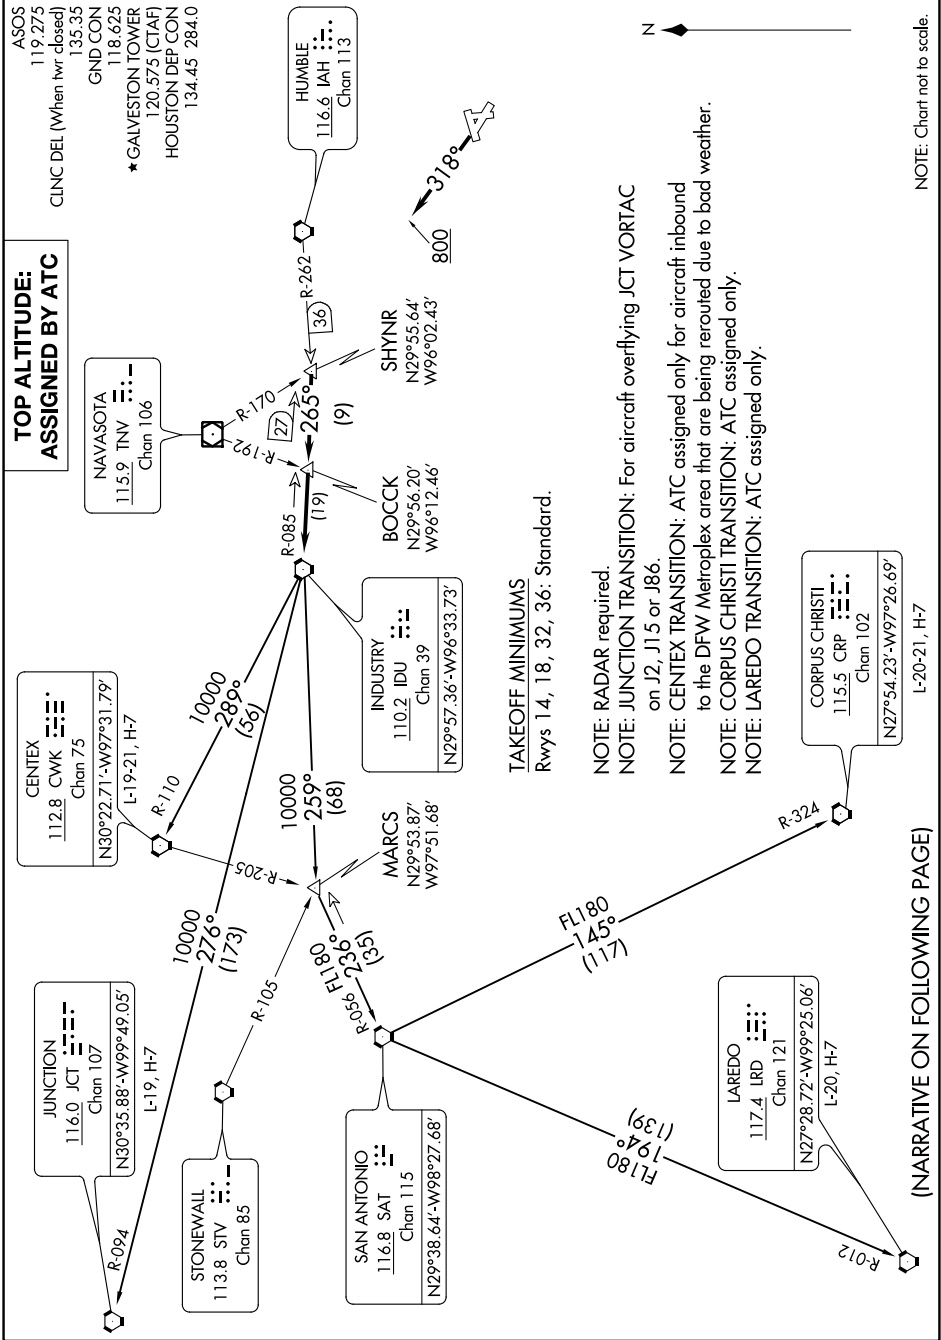 TOP ALTITUDE:
ASSIGNED BY ATC
ASOS
119.275
CLNC DEL (When twr closed)
135.35
GND CON
118.625
★ GALVESTON TOWER
120.575 (CTAF)
HOUSTON DEP CON
134.45 284.0
JUNCTION
116.0 JCT
Chan 107
N30°35.88'-W99°49.05'
L-19, H-7
CENTEX
112.8 CWK
Chan 75
N30°22.71'-W97°31.79'
L-19-21, H-7
NAVASOTA
115.9 TNV
Chan 106
HUMBLE
116.6 IAH
Chan 113
STONEWALL
113.8 STV
Chan 85
SAN ANTONIO
116.8 SAT
Chan 115
N29°38.64'-W98°27.68'
INDUSTRY
110.2 IDU
Chan 39
N29°57.36'-W96°33.73'
MARCS
N29°53.87'
W97°51.68'
BOCCK
N29°56.20'
W96°12.46'
SHYNR
N29°55.64'
W96°02.43'
R-094
10000
276°
(173)
R-110
10000
289°
(56)
R-205
R-105
10000
259°
(68)
R-056
FL180
236°
(35)
R-085
(19)
R-192
R-170
27
265°
(9)
36
R-262
318°
800
N
FL180
145°
(117)
R-324
FL180
194°
(139)
R-012
LAREDO
117.4 LRD
Chan 121
N27°28.72'-W99°25.06'
L-20, H-7
CORPUS CHRISTI
115.5 CRP
Chan 102
N27°54.23'-W97°26.69'
L-20-21, H-7
TAKEOFF MINIMUMS
Rwys 14, 18, 32, 36: Standard.
NOTE: RADAR required.
NOTE: JUNCTION TRANSITION: For aircraft overflying JCT VORTAC
on J2, J15 or J86.
NOTE: CENTEX TRANSITION: ATC assigned only for aircraft inbound
to the DFW Metroplex area that are being rerouted due to bad weather.
NOTE: CORPUS CHRISTI TRANSITION: ATC assigned only.
NOTE: LAREDO TRANSITION: ATC assigned only.
(NARRATIVE ON FOLLOWING PAGE)
NOTE: Chart not to scale.